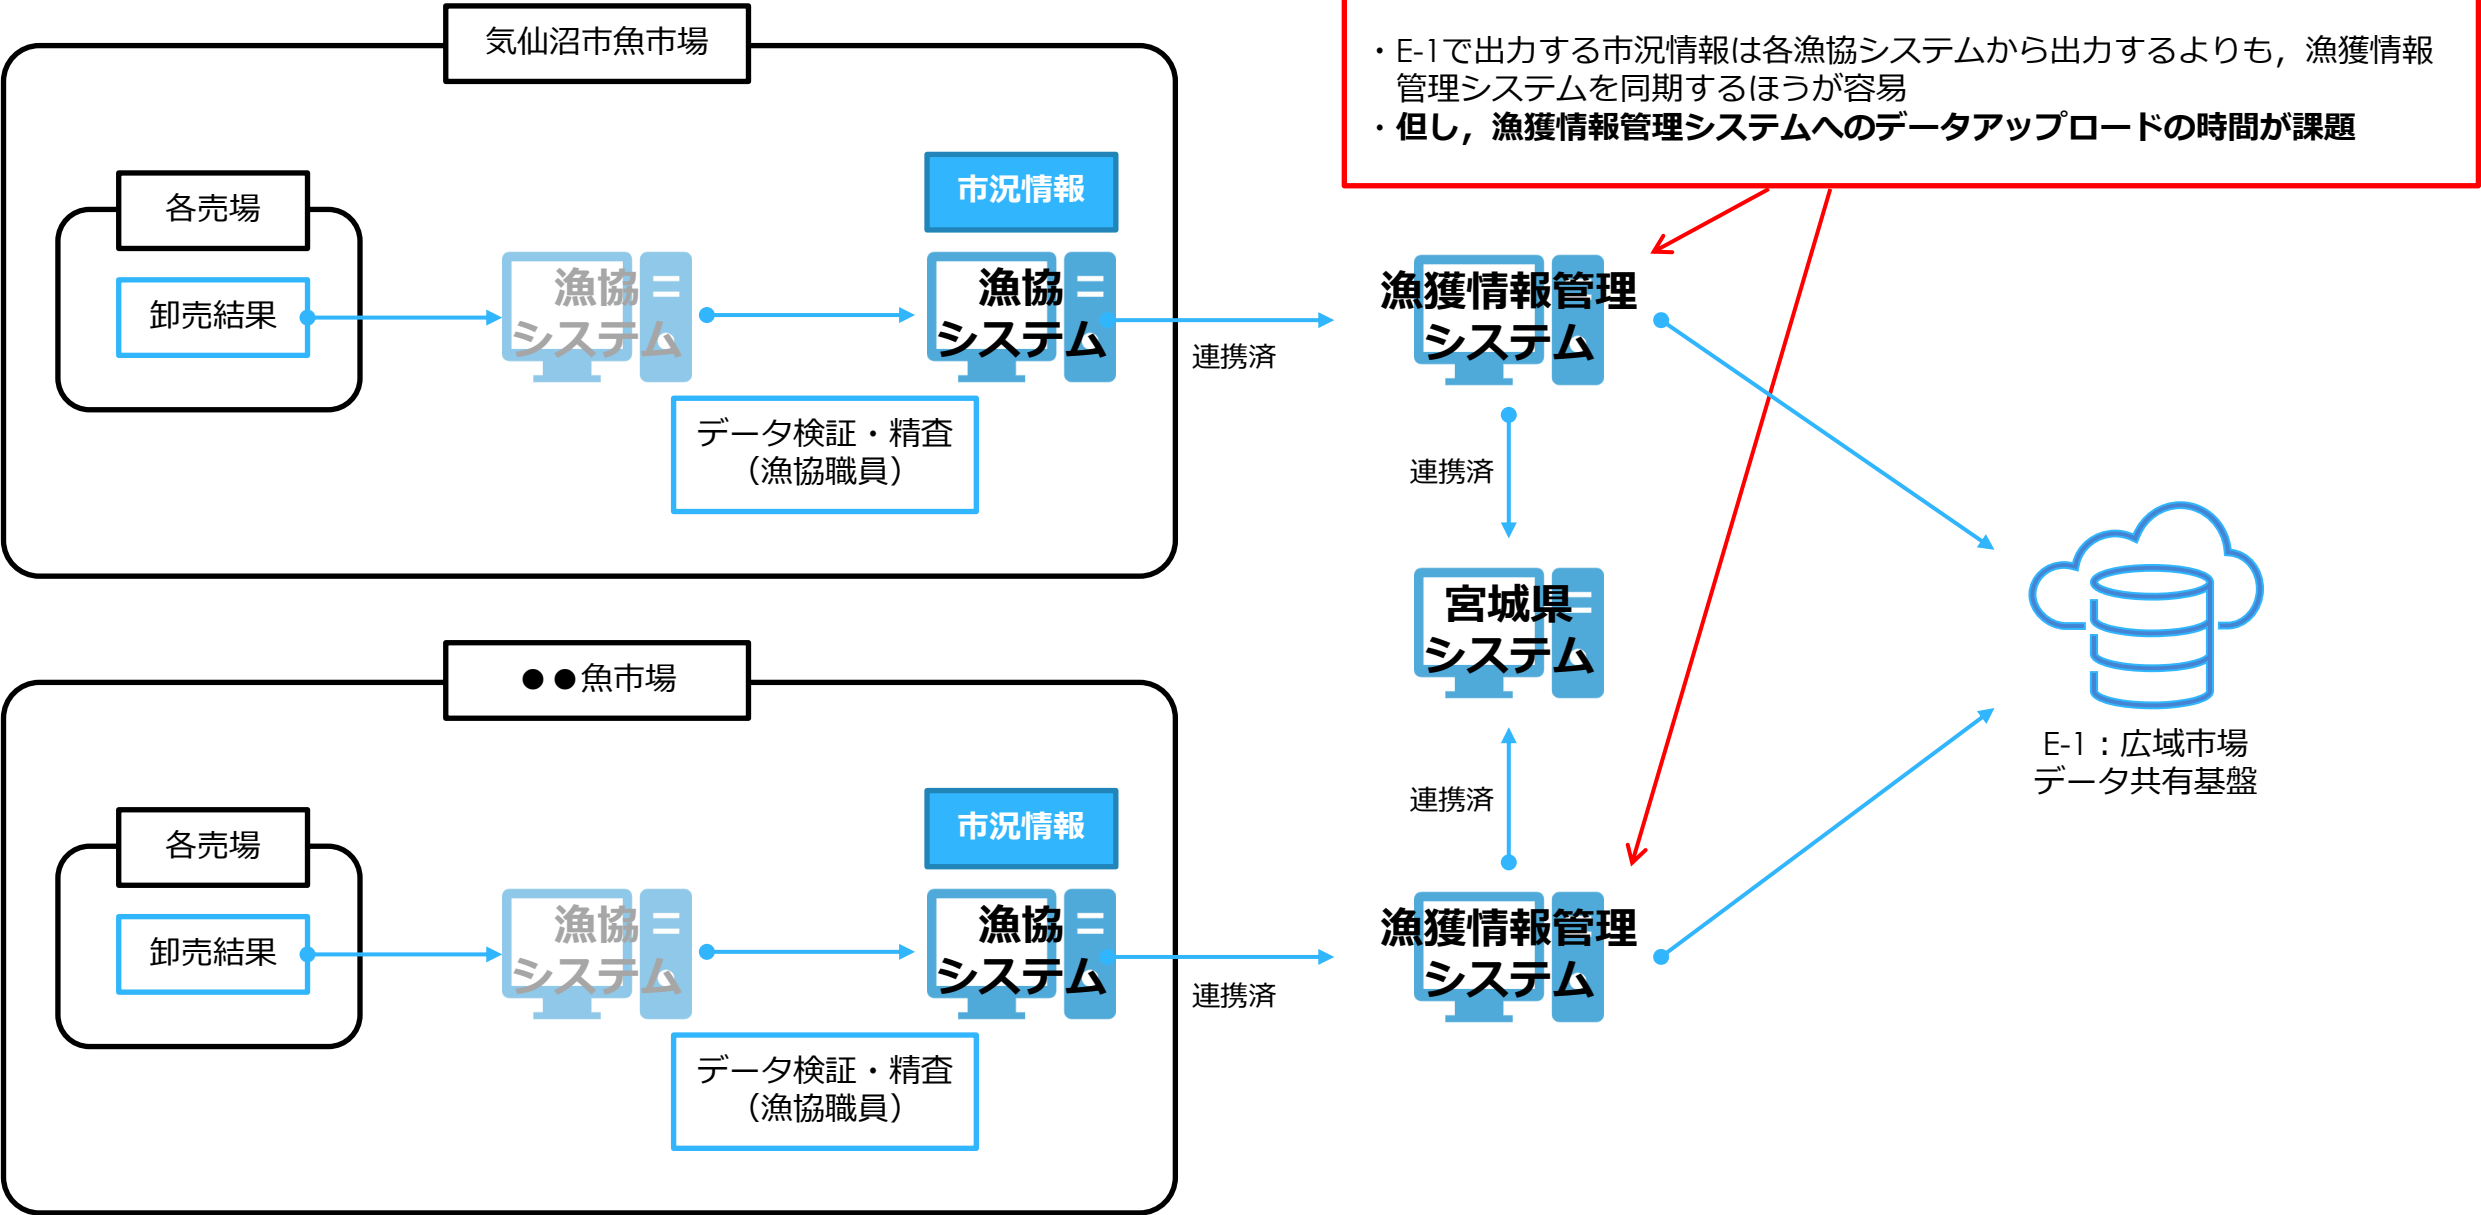 気仙沼市魚市場
・E-1で出力する市況情報は各漁協システムから出力するよりも，漁獲情報
管理システムを同期するほうが容易
・但し，漁獲情報管理システムへのデータアップロードの時間が課題
各売場
卸売結果
漁協
システム
市況情報
漁協
システム
データ検証・精査
（漁協職員）
連携済
漁獲情報管理
システム
連携済
宮城県
システム
連携済
E-1：広域市場
データ共有基盤
●●魚市場
各売場
卸売結果
漁協
システム
市況情報
漁協
システム
データ検証・精査
（漁協職員）
連携済
漁獲情報管理
システム